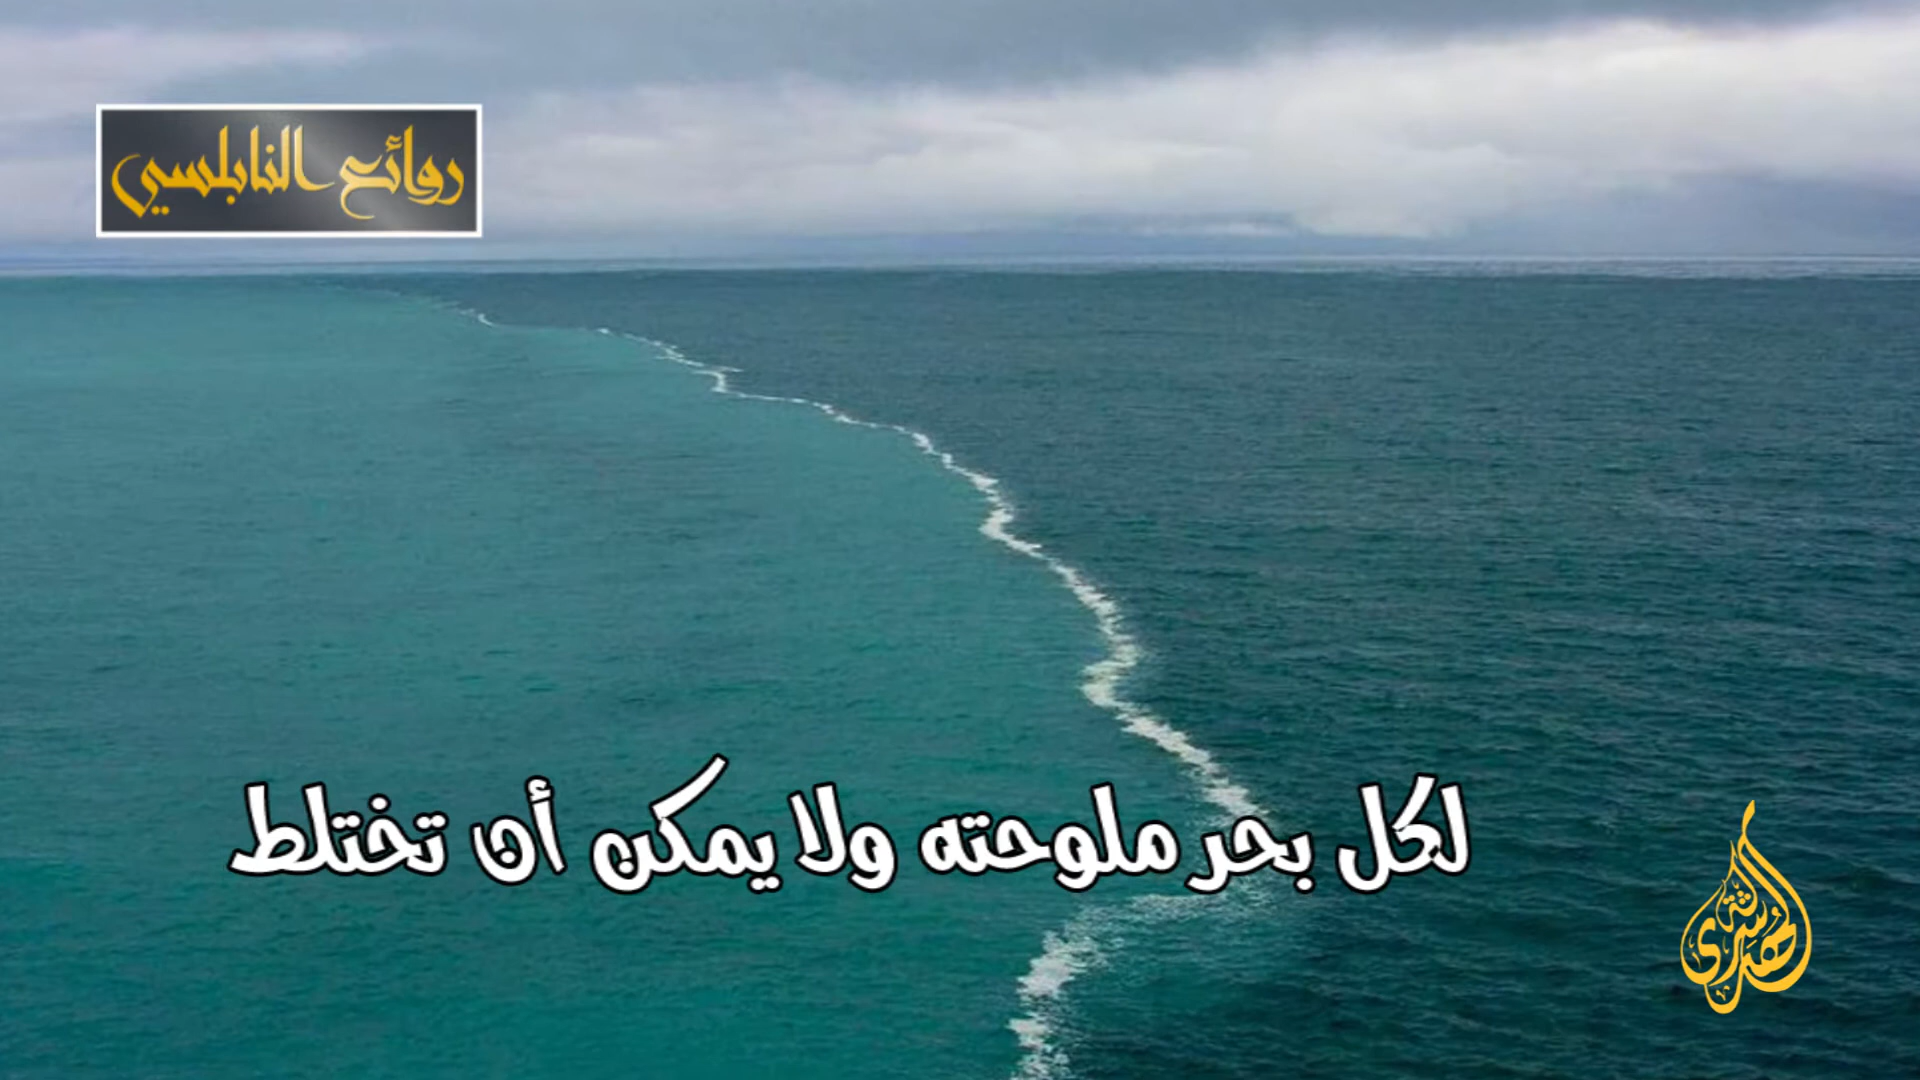 روائع النابلسي
لكل بحر ملوحته ولا يمكن أن تختلط